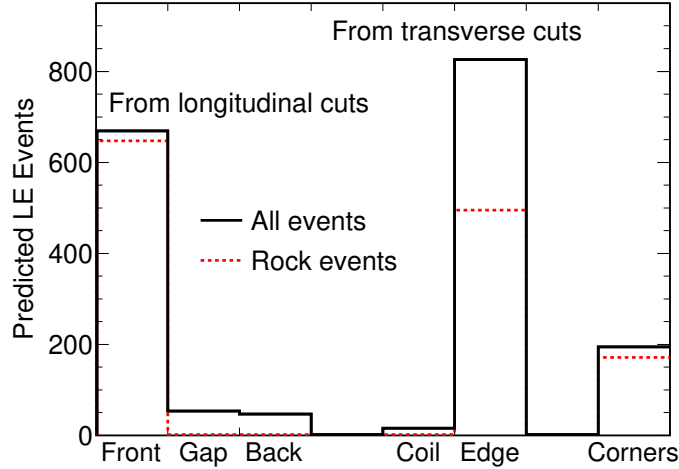 From transverse cuts
From longitudinal cuts
All events
Rock events
Predicted LE Events
800
600
400
200
0
Front Gap Back Coil Edge Corners